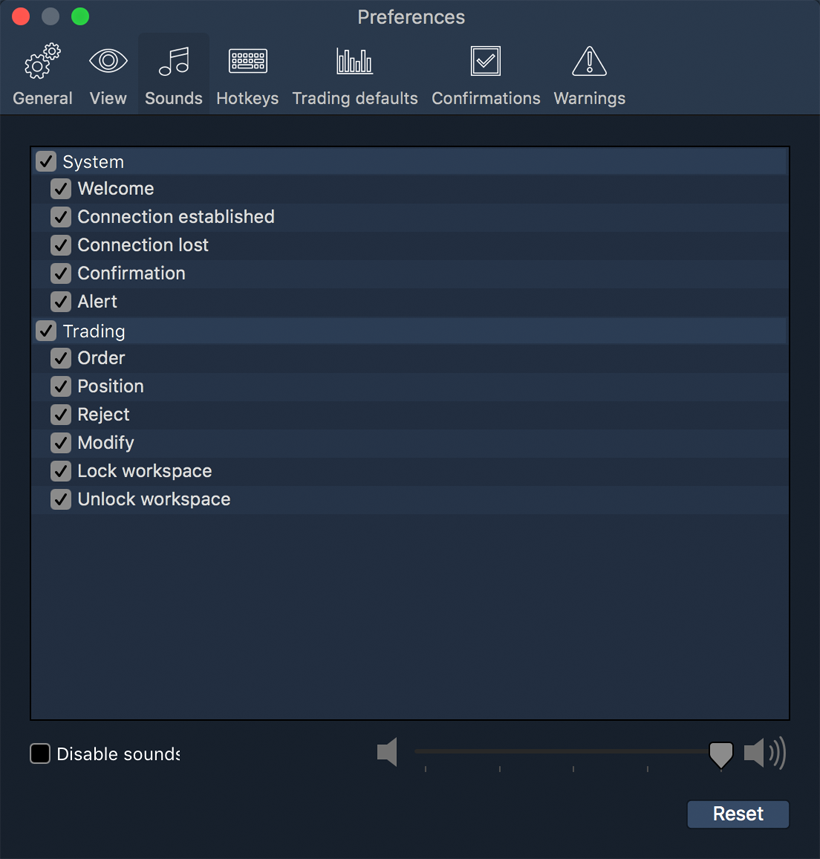 Preferences
General View Sounds Hotkeys Trading defaults Confirmations Warnings
System
Welcome
Connection established
Connection lost
Confirmation
Alert
Trading
Order
Position
Reject
Modify
Lock workspace
Unlock workspace
Disable sounds
Reset